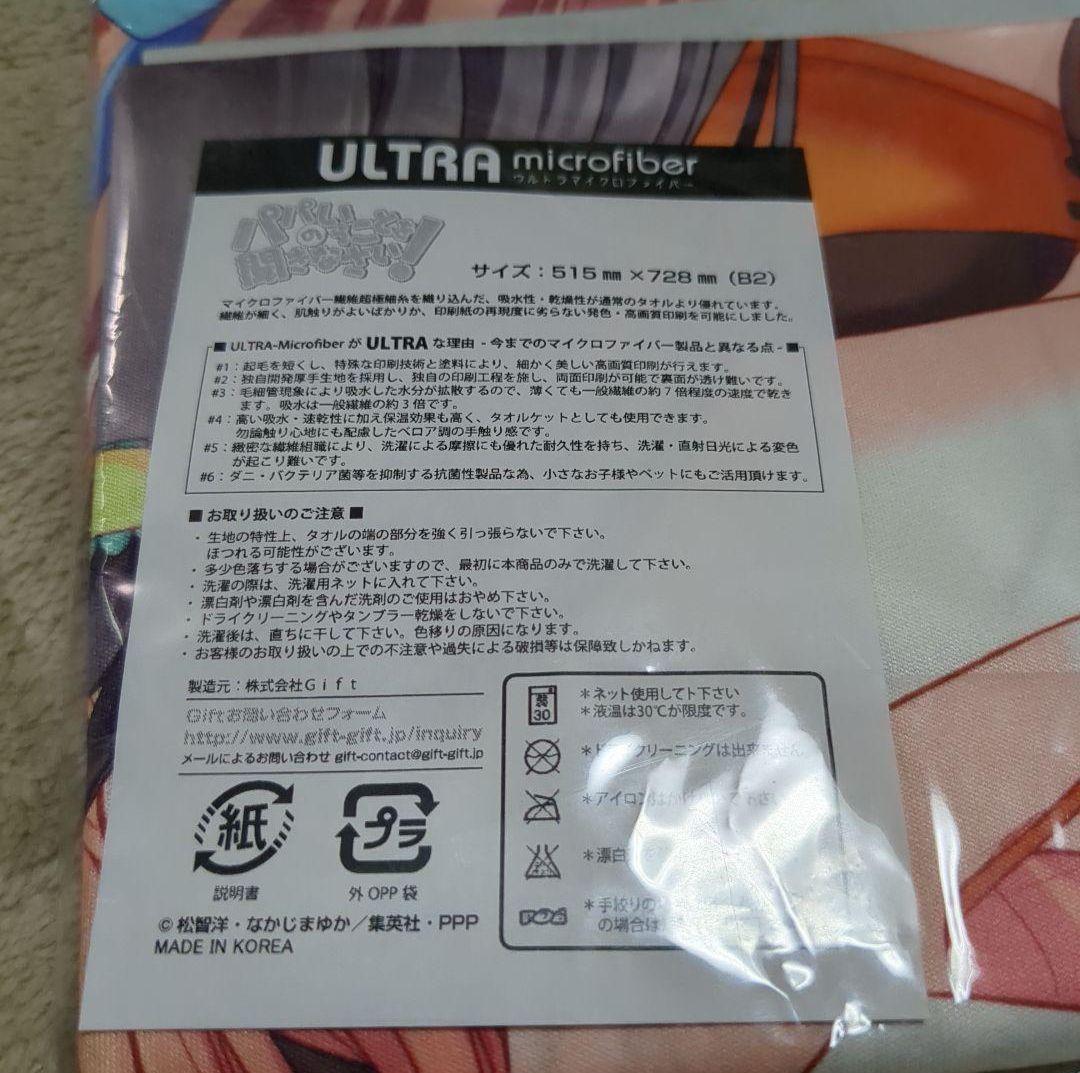 ULTRA microfiber
ウルトラマイクロファイバー
パパのいうことを
聞きなさい!
サイズ：515㎜×728㎜（B2）
マイクロファイバー繊維超極細糸を織り込んだ、吸水性・乾燥性が通常のタオルより優れています。
繊維が細く、肌触りがよいばかりか、印刷紙の再現度に劣らない発色・高画質印刷を可能にしました。
■ ULTRA-Microfiber が ULTRA な理由 - 今までのマイクロファイバー製品と異なる点 - ■
#1：起毛を短くし、特殊な印刷技術と塗料により、細かく美しい高画質印刷が行えます。
#2：独自開発厚手生地を採用し、独自の印刷工程を施し、両面印刷が可能で裏面が透け難いです。
#3：毛細管現象により吸水した水分が拡散するので、薄くても一般繊維の約７倍程度の速度で乾き
ます。吸水は一般繊維の約３倍です。
#4：高い吸水・速乾性に加え保温効果も高く、タオルケットとしても使用できます。
勿論触り心地にも配慮したベロア調の手触り感です。
#5：緻密な繊維組職により、洗濯による摩擦にも優れた耐久性を持ち、洗濯・直射日光による変色
が起こり難いです。
#6：ダニ・バクテリア菌等を抑制する抗菌性製品な為、小さなお子様やペットにもご活用頂けます。
■ お取り扱いのご注意 ■
・生地の特性上、タオルの端の部分を強く引っ張らないで下さい。
ほつれる可能性がございます。
・多少色落ちする場合がございますので、最初に本商品のみで洗濯して下さい。
・洗濯の際は、洗濯用ネットに入れて下さい。
・漂白剤や漂白剤を含んだ洗剤のご使用はおやめ下さい。
・ドライクリーニングやタンブラー乾燥をしないで下さい。
・洗濯後は、直ちに干して下さい。色移りの原因になります。
・お客様のお取り扱いの上での不注意や過失による破損等は保障致しかねます。
製造元：株式会社Ｇｉｆｔ
Giftお問い合わせフォーム
http://www.gift-gift.jp/inquiry
メールによるお問い合わせ gift-contact@gift-gift.jp
紙
説明書
プラ
外 OPP 袋
©松智洋・なかじまゆか／集英社・PPP
MADE IN KOREA
30
＊ネット使用してト下さい
＊液温は30℃が限度です。
＊ドライクリーニングは出来ません
＊アイロンはかけ
＊漂白
＊手絞りの
の場合は